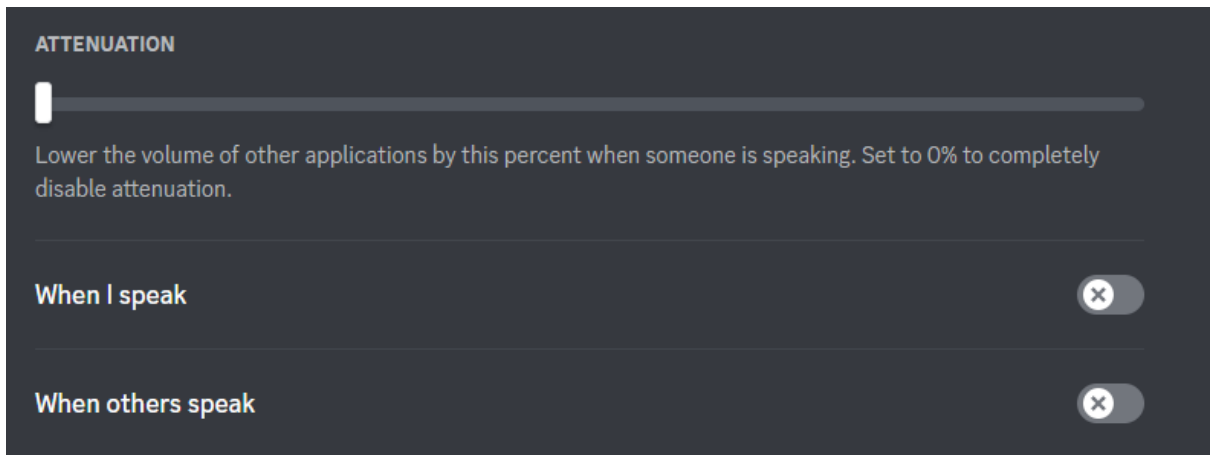 ATTENUATION
Lower the volume of other applications by this percent when someone is speaking. Set to 0% to completely
disable attenuation.
When I speak
When others speak